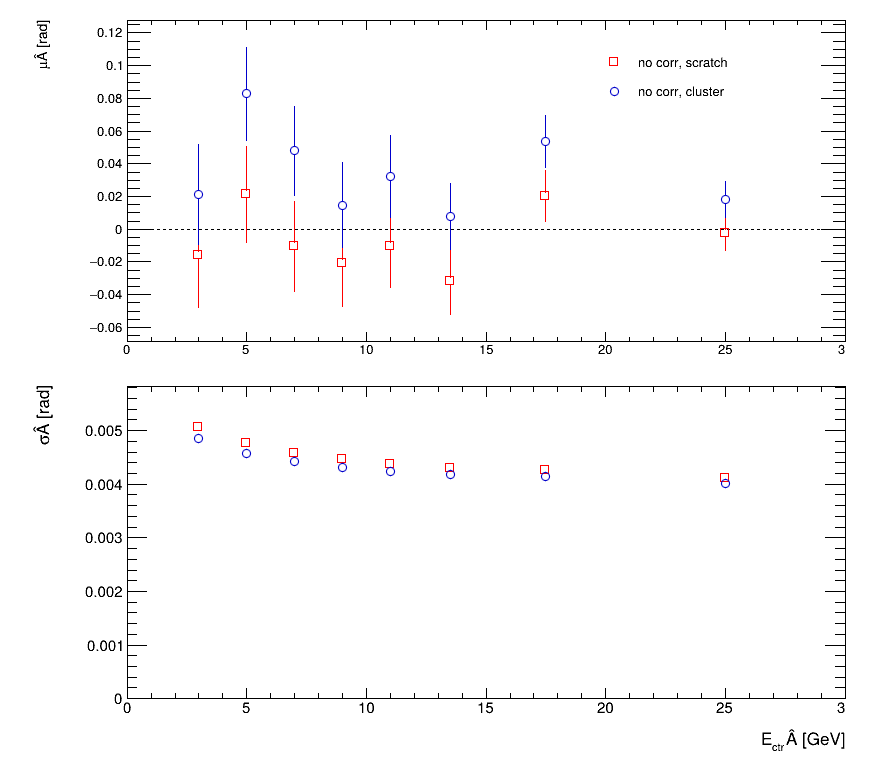 μÂ [rad]
0.12
0.1
0.08
0.06
0.04
0.02
0
−0.02
−0.04
−0.06
no corr, scratch
no corr, cluster
0 5 10 15 20 25 3
σÂ [rad]
0.005
0.004
0.003
0.002
0.001
0
0 5 10 15 20 25 3
EctrÂ [GeV]